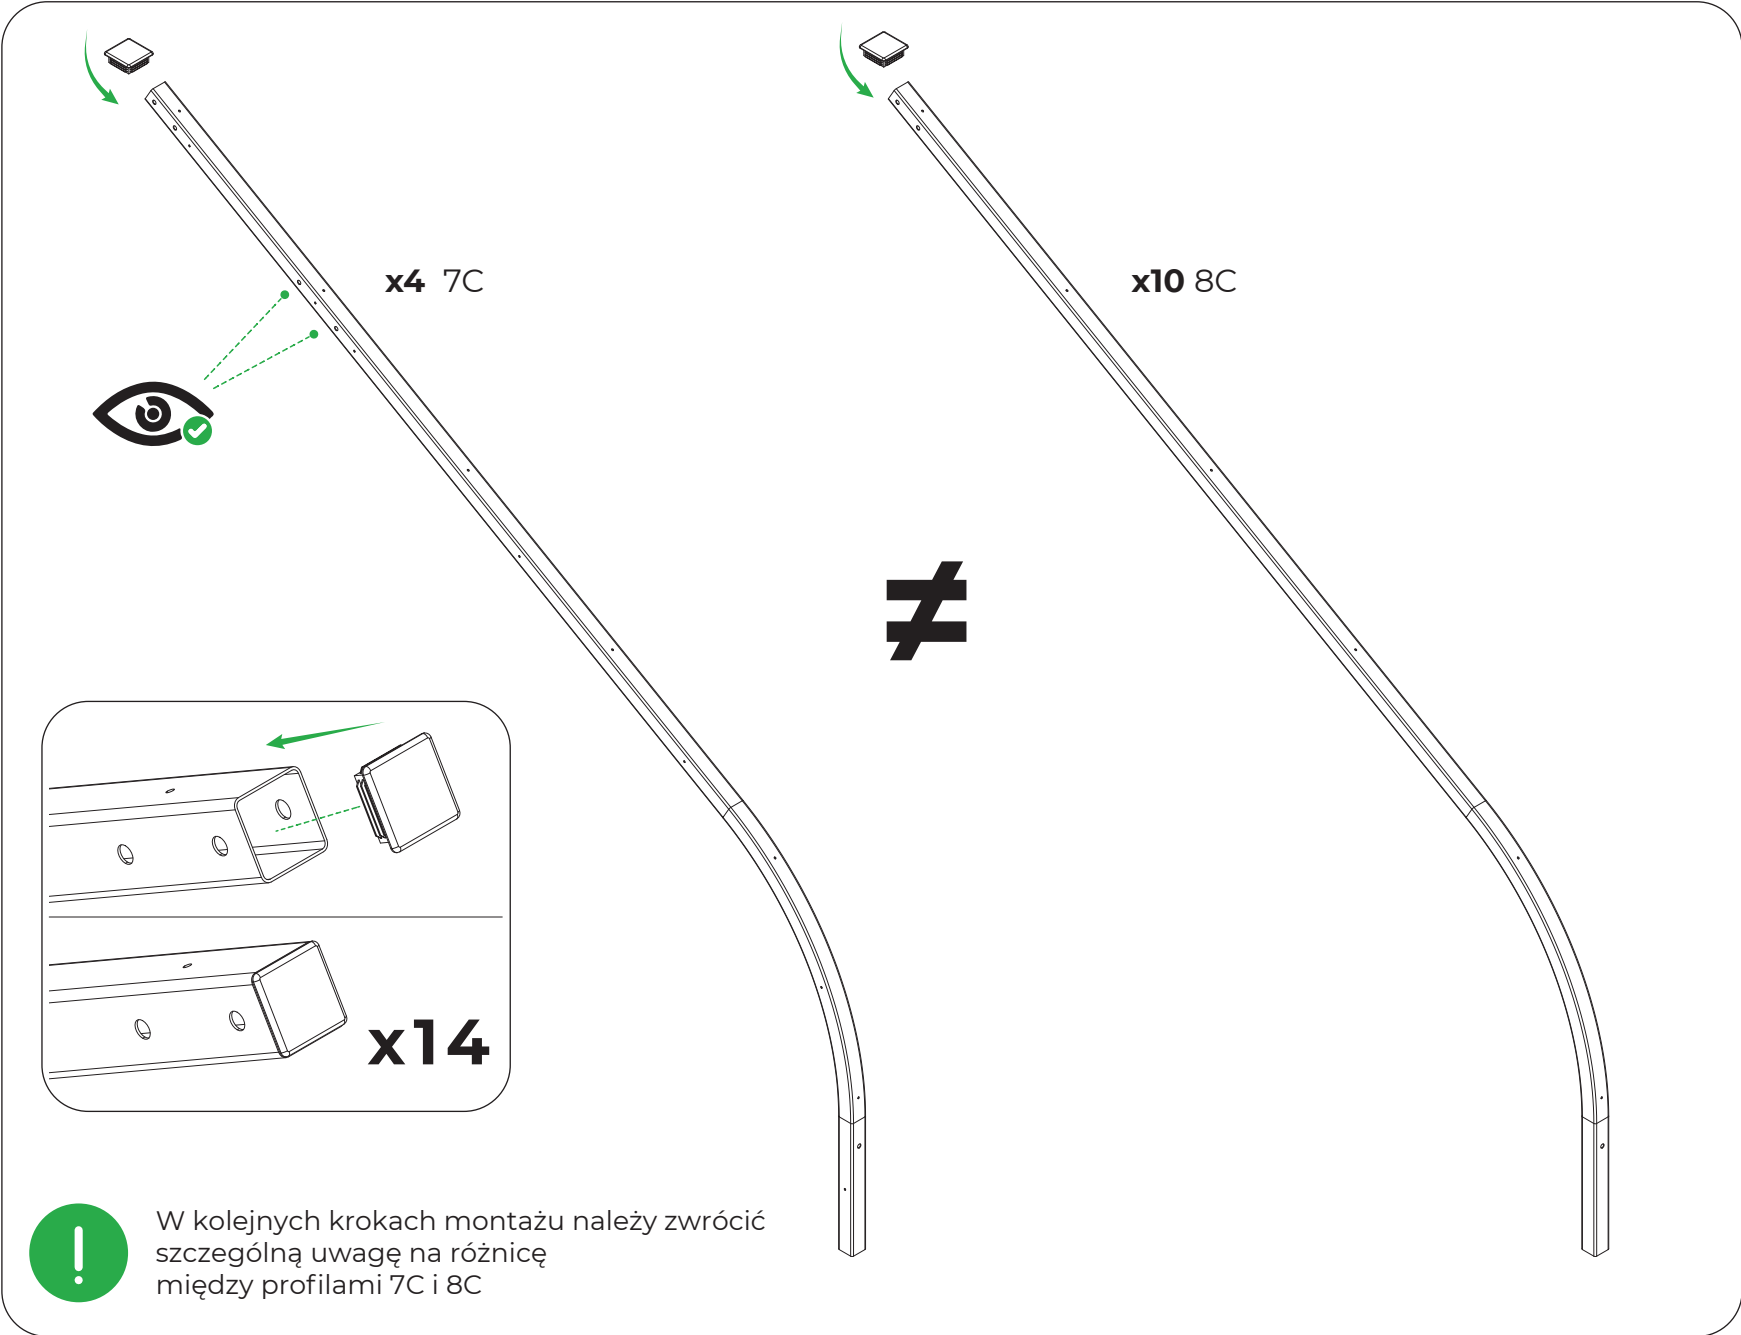 x4 7C
x10 8C
≠
x14
!
W kolejnych krokach montażu należy zwrócić
szczególną uwagę na różnicę
między profilami 7C i 8C